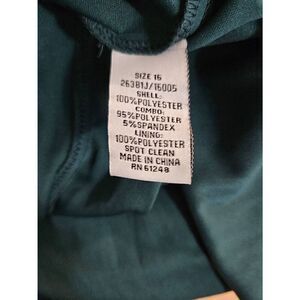 SIZE 16
26381J/16005
SHELL:
100%POLYESTER
COMBO:
95%POLYESTER
5%SPANDEX
LINING:
100%POLYESTER
SPOT CLEAN
MADE IN CHINA
RN 61248